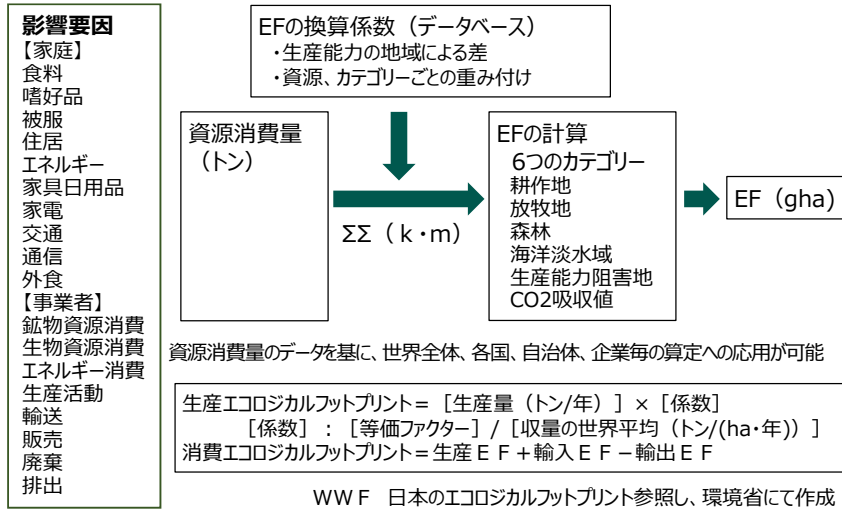 影響要因
【家庭】
食料
嗜好品
被服
住居
エネルギー
家具日用品
家電
交通
通信
外食
【事業者】
鉱物資源消費
生物資源消費
エネルギー消費
生産活動
輸送
販売
廃棄
排出
EFの換算係数（データベース）
・生産能力の地域による差
・資源、カテゴリーごとの重み付け
資源消費量
（トン）
ΣΣ（ｋ・m）
EFの計算
6つのカテゴリー
耕作地
放牧地
森林
海洋淡水域
生産能力阻害地
CO2吸収値
EF（gha)
資源消費量のデータを基に、世界全体、各国、自治体、企業毎の算定への応用が可能
生産エコロジカルフットプリント＝［生産量（トン/年）］×［係数］
［係数］：［等価ファクター］/［収量の世界平均（トン/(ha・年)）］
消費エコロジカルフットプリント＝生産ＥＦ＋輸入ＥＦ－輸出ＥＦ
ＷＷＦ　日本のエコロジカルフットプリント参照し、環境省にて作成